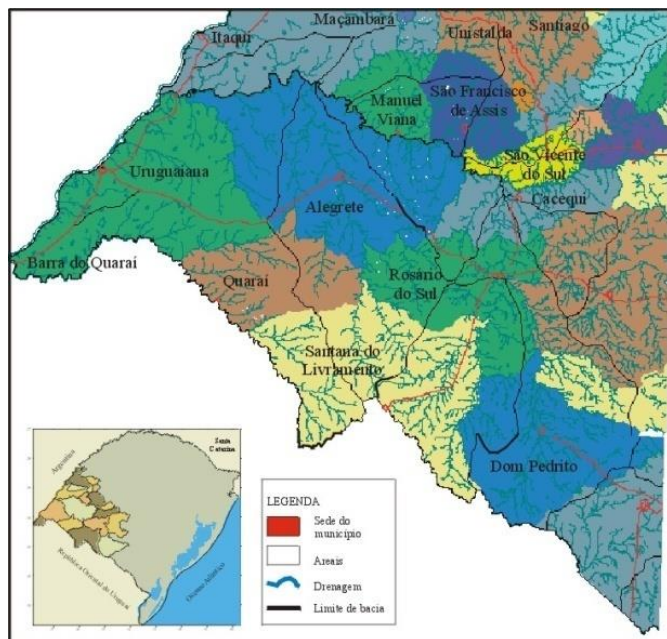 Maçambará
Itaqui
Unistalda
Santiago
Manuel
Viana
São Francisco
de Assis
São Vicente
do Sul
Uruguaiana
Alegrete
Cacequi
Barra do Quaraí
Quaraí
Rosário
do Sul
Santana do
Livramento
Dom Pedrito
Santa
Catarina
Argentina
República Oriental do Uruguai
Oceano Atlântico
LEGENDA
Sede do
município
Areais
Drenagem
Limite de bacia